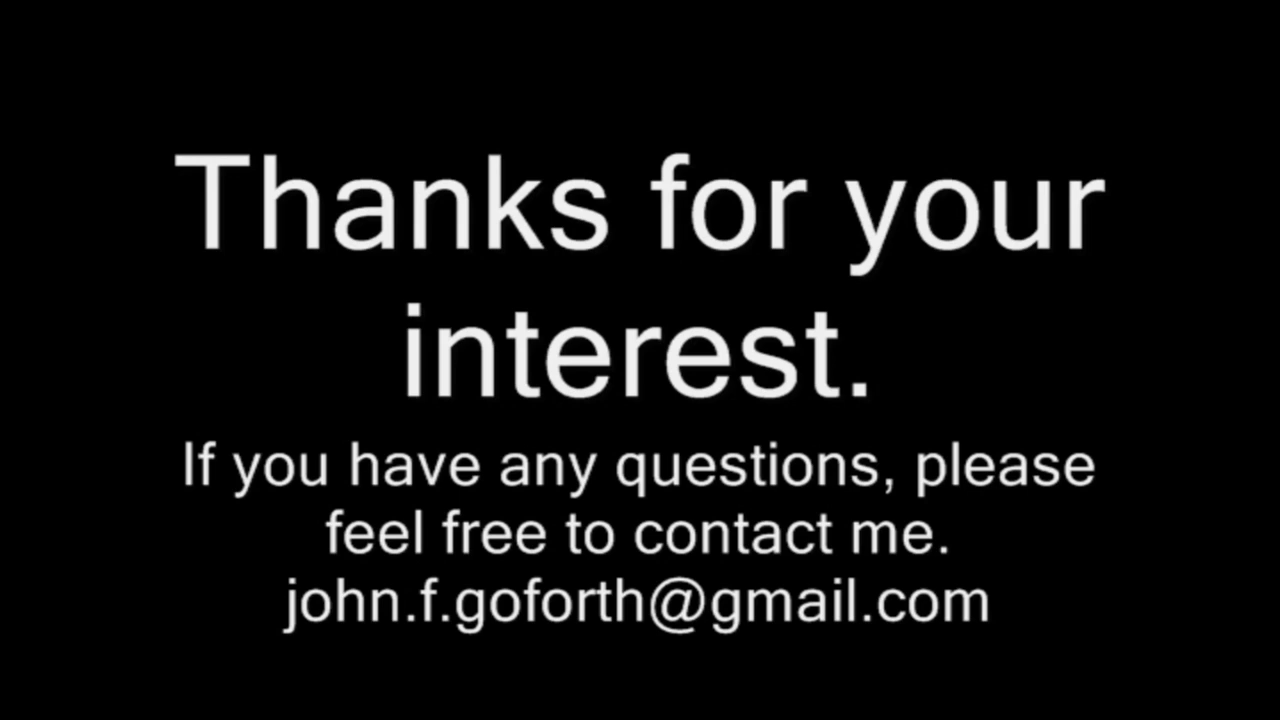 Thanks for your
interest.
If you have any questions, please
feel free to contact me.
john.f.goforth@gmail.com